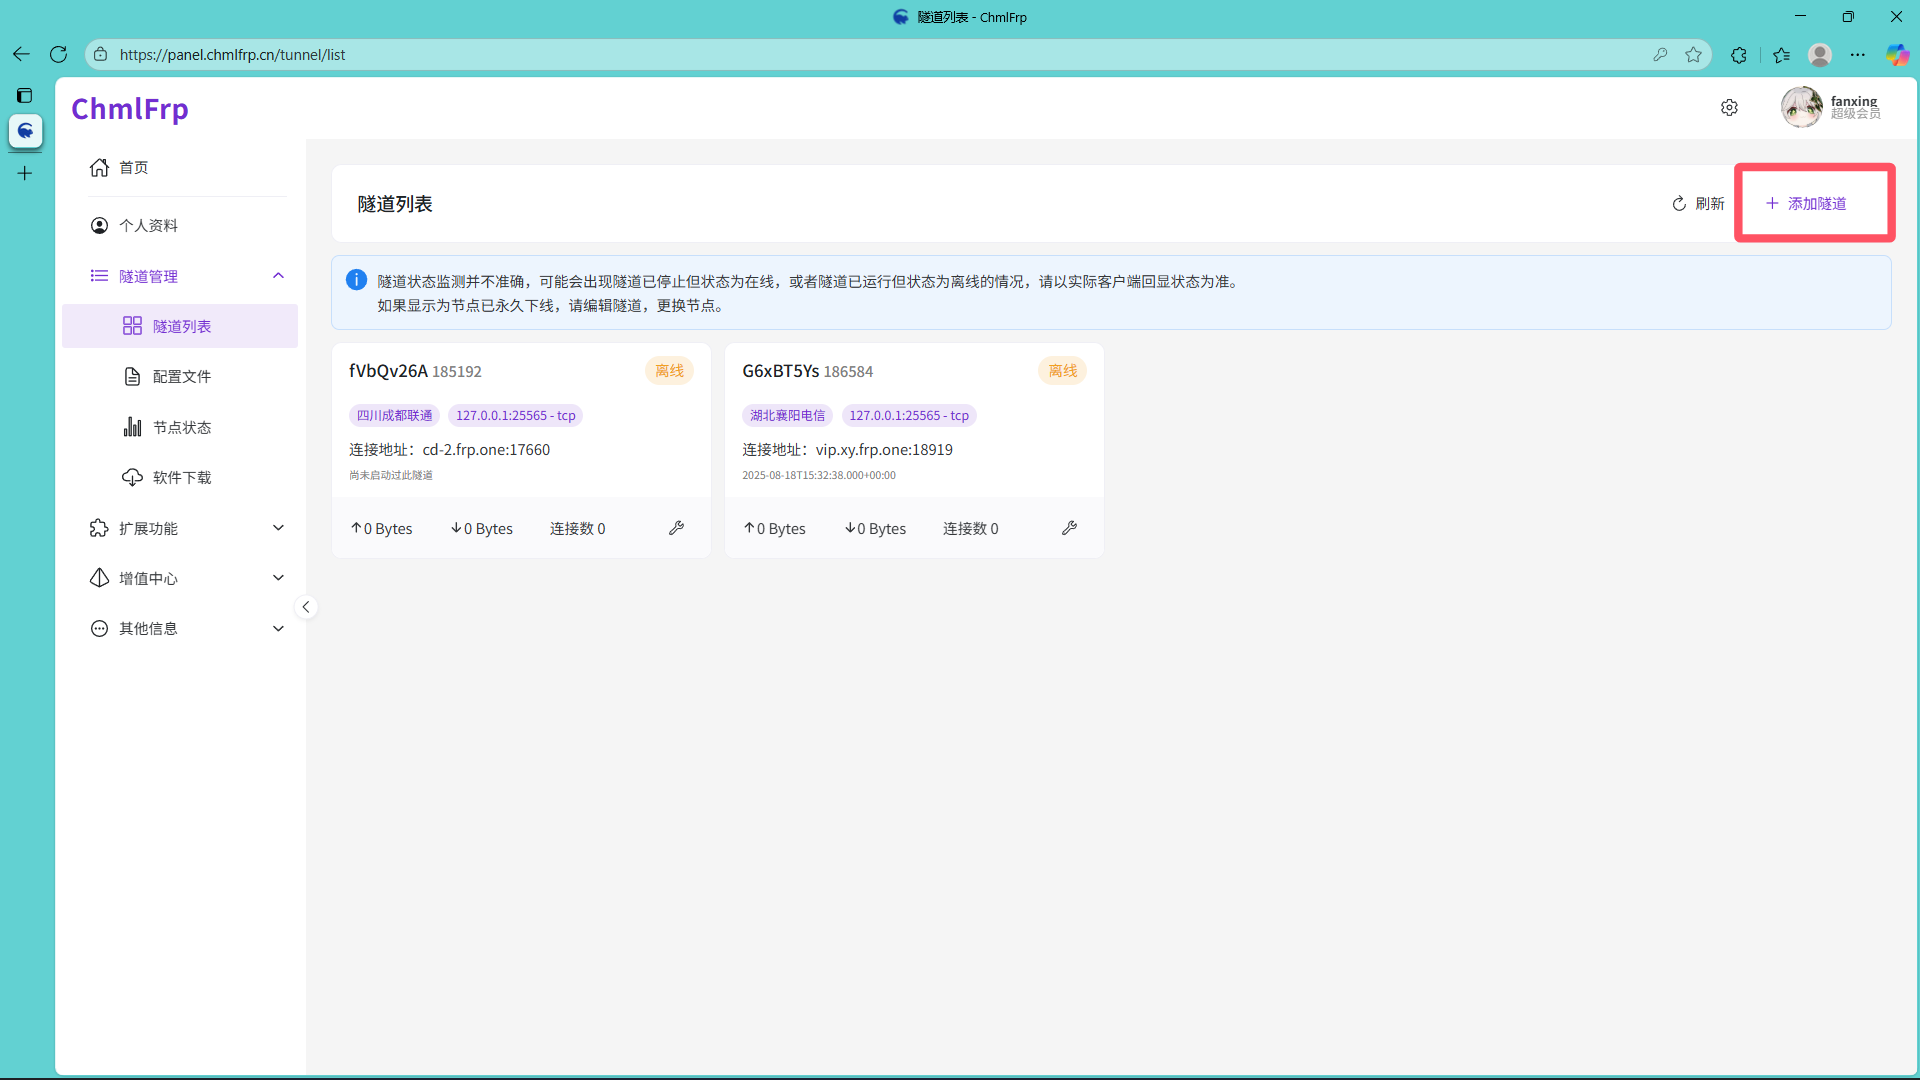 隧道列表 - ChmlFrp
https://panel.chmlfrp.cn/tunnel/list
ChmlFrp
fanxing
超级会员
首页
个人资料
隧道管理
隧道列表
配置文件
节点状态
软件下载
扩展功能
增值中心
其他信息
隧道列表
刷新
添加隧道
隧道状态监测并不准确，可能会出现隧道已停止但状态为在线，或者隧道已运行但状态为离线的情况，请以实际客户端回显状态为准。
如果显示为节点已永久下线，请编辑隧道，更换节点。
fVbQv26A 185192 离线
四川成都联通 127.0.0.1:25565 - tcp
连接地址：cd-2.frp.one:17660
尚未启动过此隧道
↑0 Bytes ↓0 Bytes 连接数 0
G6xBT5Ys 186584 离线
湖北襄阳电信 127.0.0.1:25565 - tcp
连接地址：vip.xy.frp.one:18919
2025-08-18T15:32:38.000+00:00
↑0 Bytes ↓0 Bytes 连接数 0